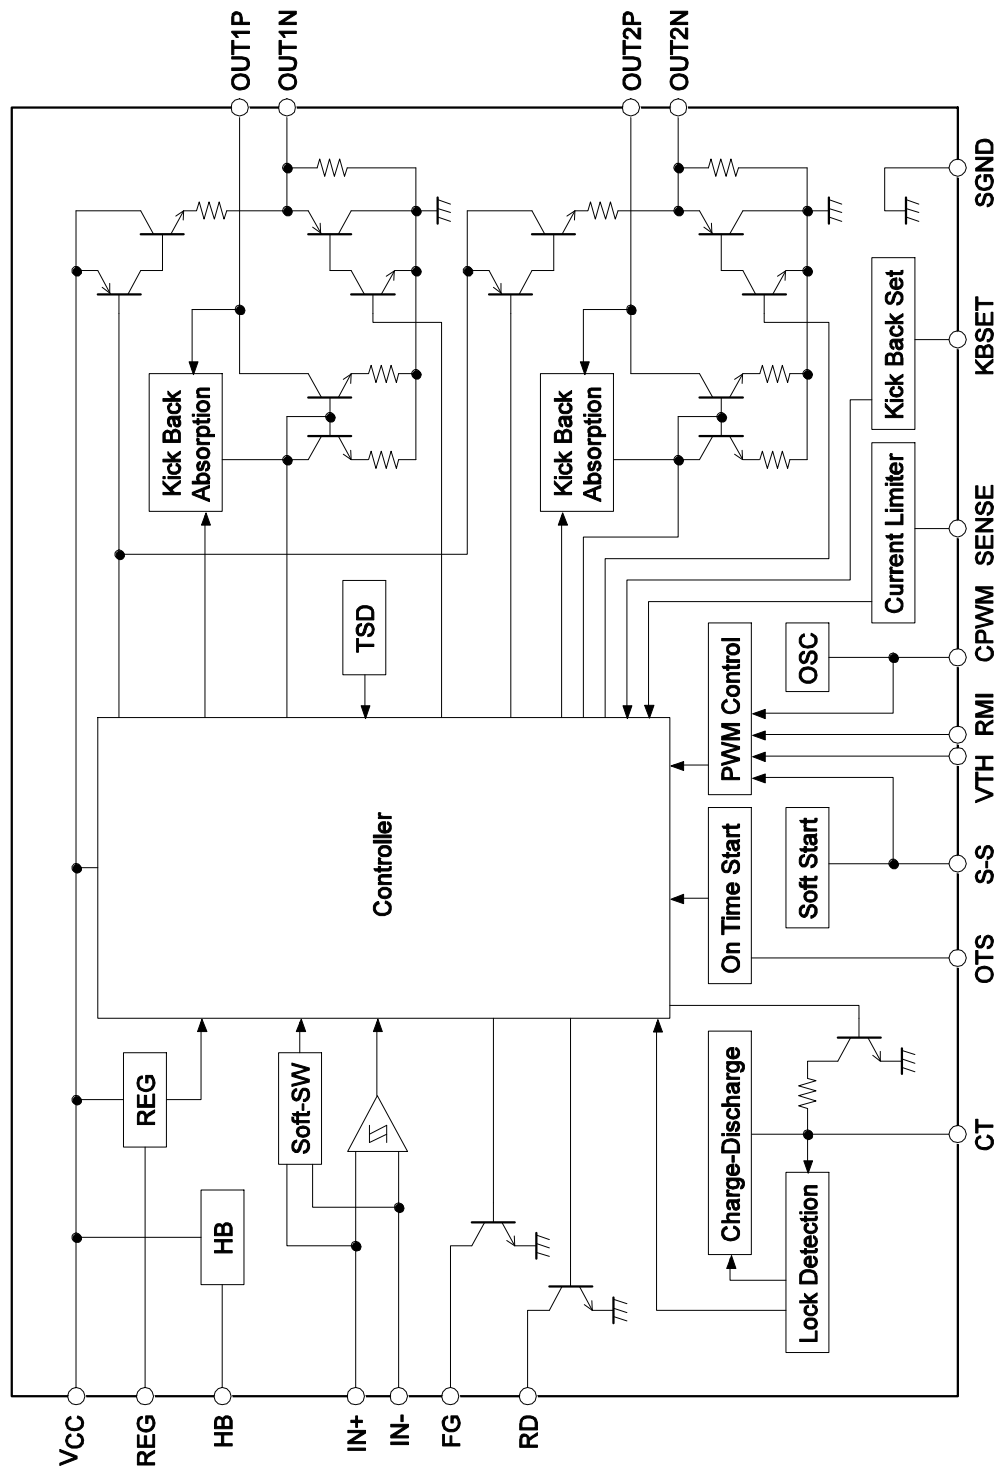 OUT1P
OUT1N
OUT2P
OUT2N
SGND
KBSET
SENSE
CPWM
RMI
VTH
S-S
OTS
CT
VCC
REG
HB
IN+
IN-
FG
RD
Kick Back
Absorption
Kick Back
Absorption
Kick Back Set
Current Limiter
TSD
OSC
PWM Control
Controller
On Time Start
Soft Start
REG
HB
Soft-SW
Charge-Discharge
Lock Detection